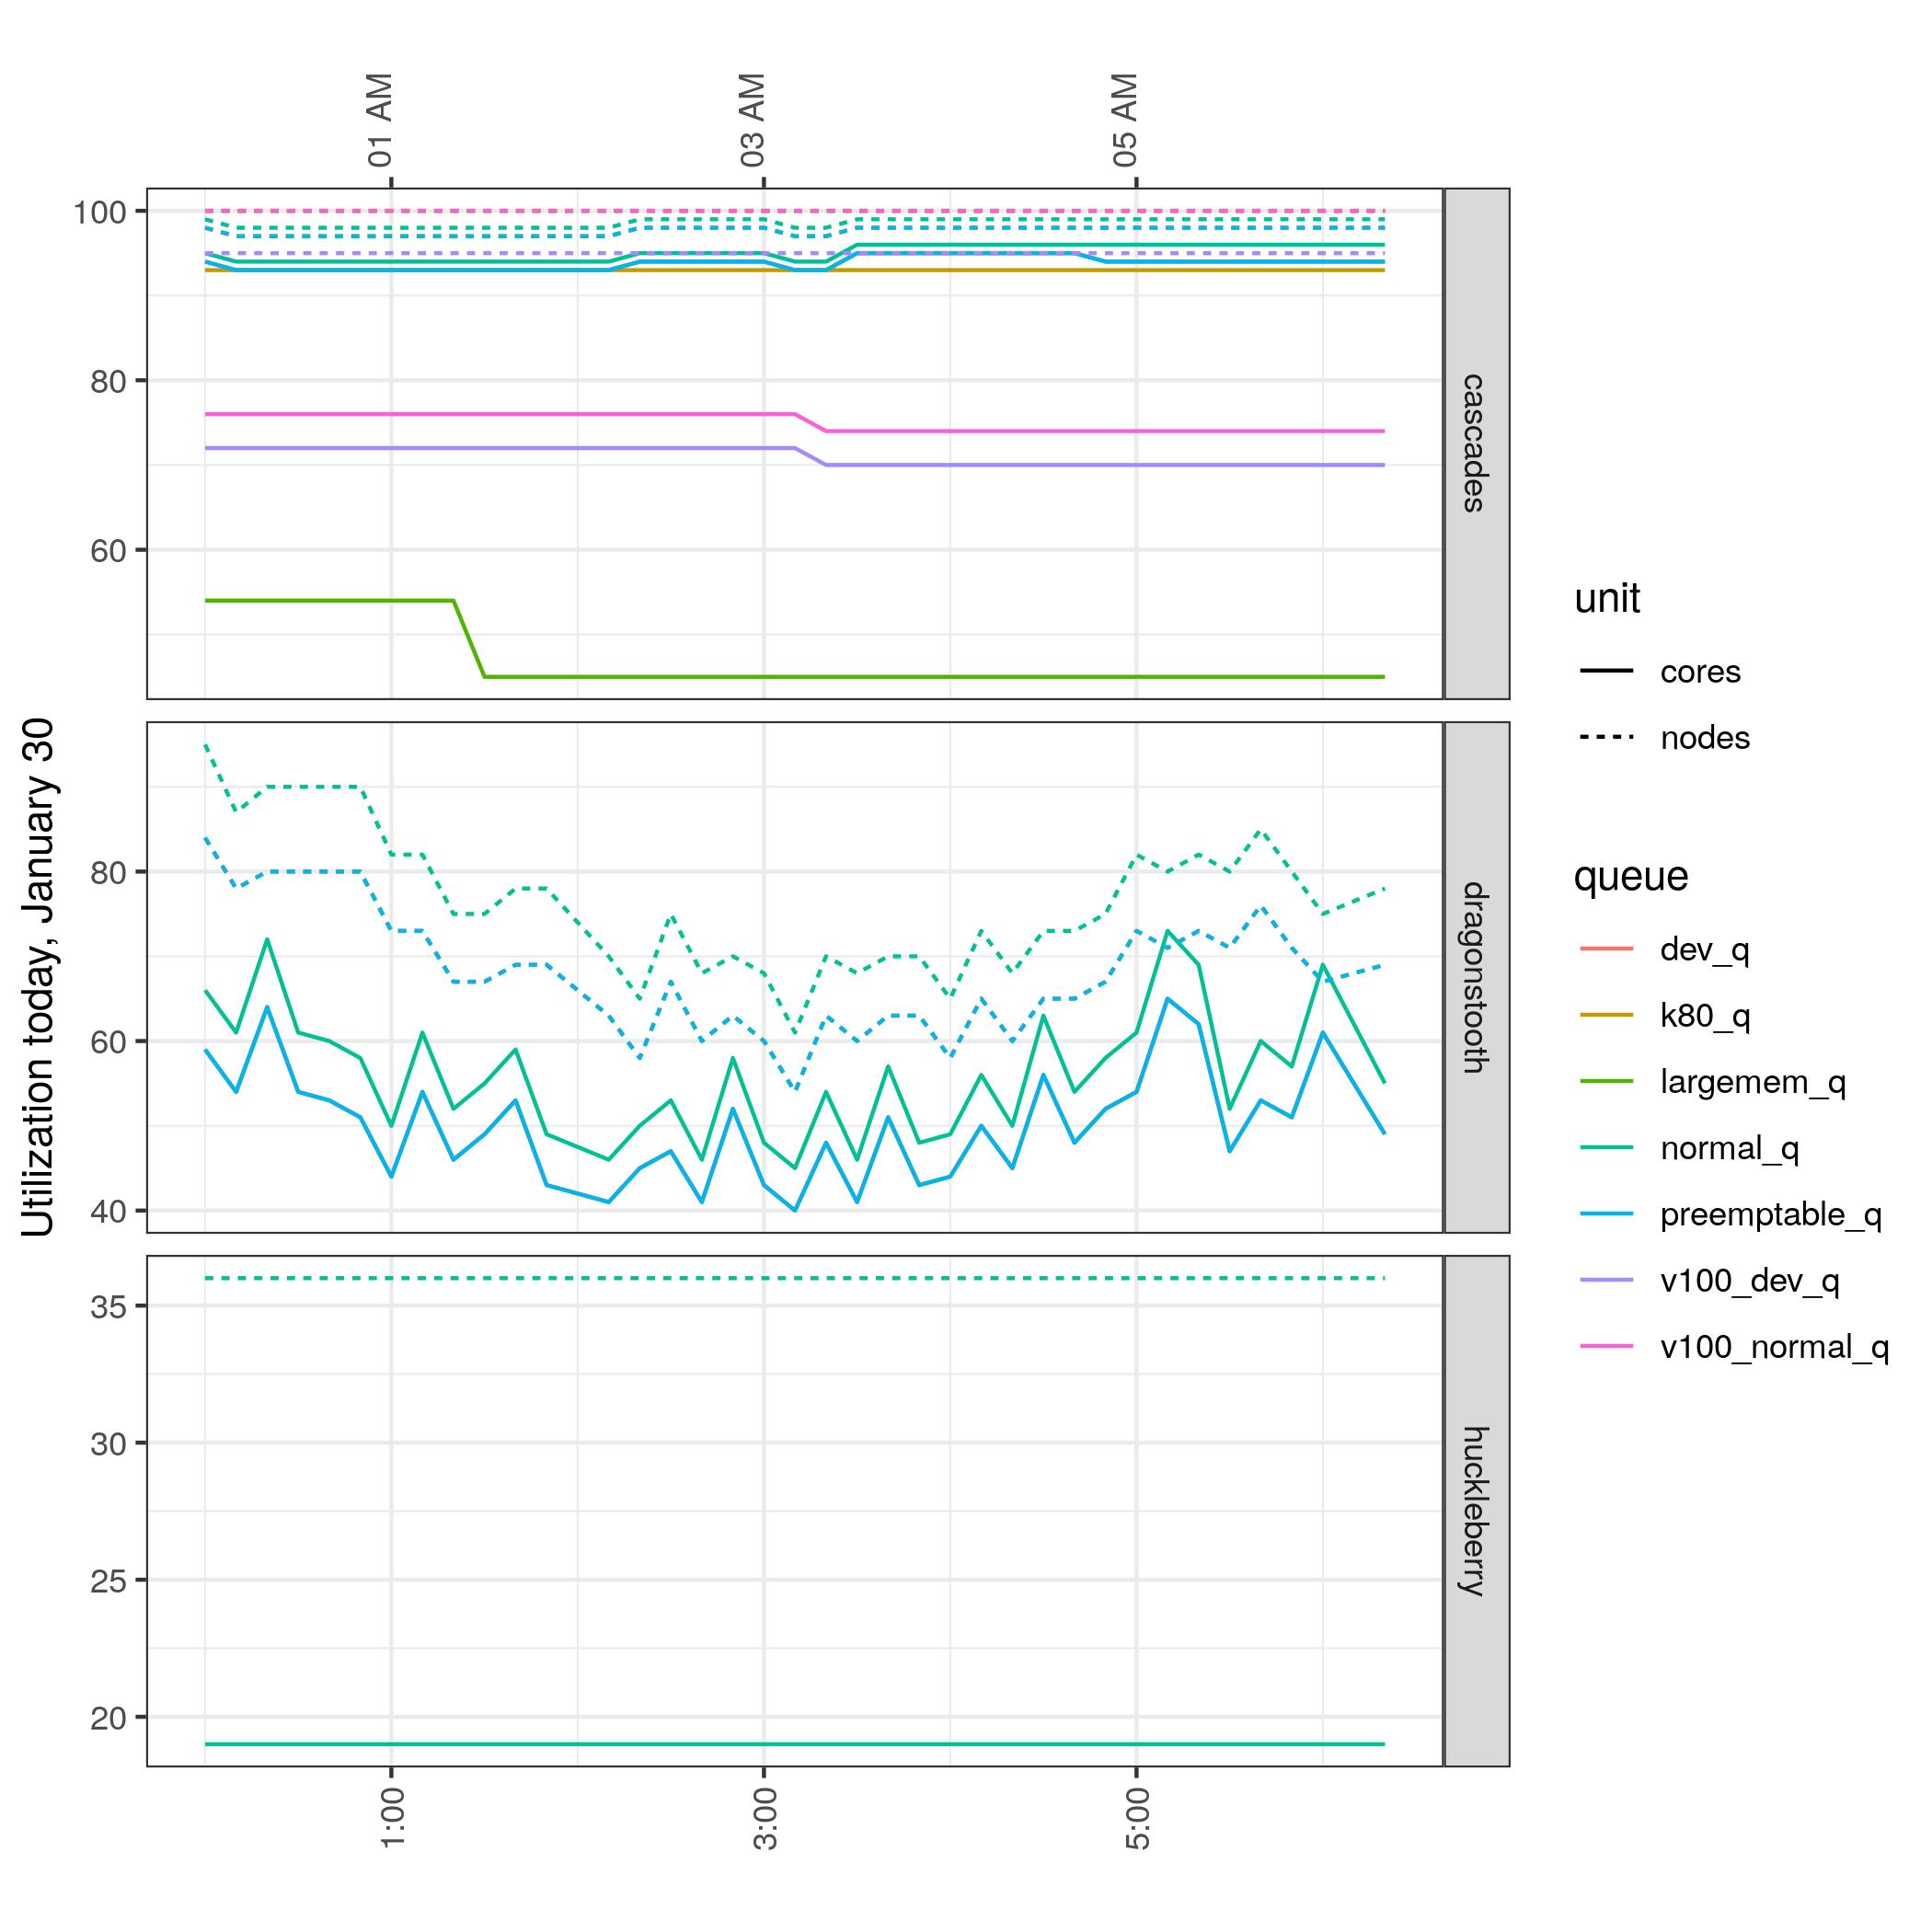 01 AM
03 AM
05 AM
100
80
60
cascades
80
60
40
dragonstooth
35
30
25
20
huckleberry
1:00
3:00
5:00
Utilization today, January 30
unit
cores
nodes
queue
dev_q
k80_q
largemem_q
normal_q
preemptable_q
v100_dev_q
v100_normal_q